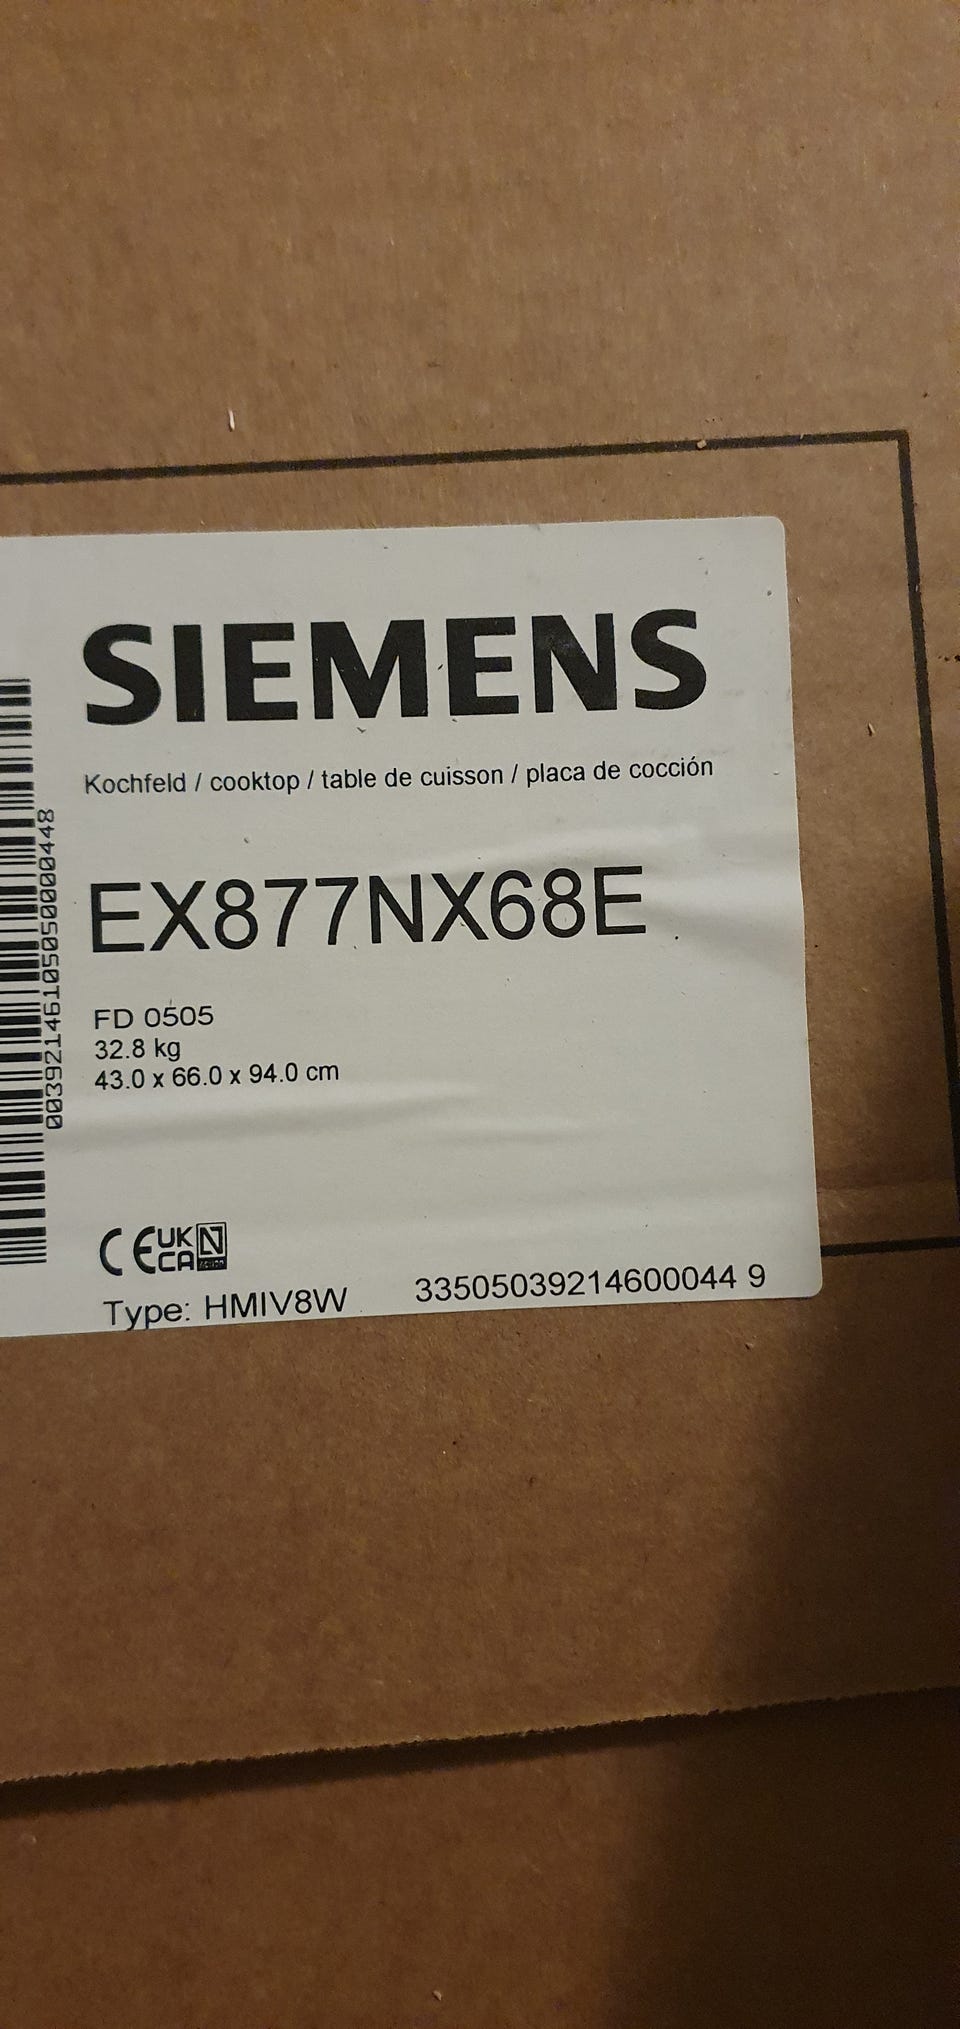 SIEMENS
Kochfeld / cooktop / table de cuisson / placa de cocción
EX877NX68E
FD 0505
32.8 kg
43.0 x 66.0 x 94.0 cm
003921461050500000448
CE UK CA N
Type: HMIV8W
33505039214600044 9